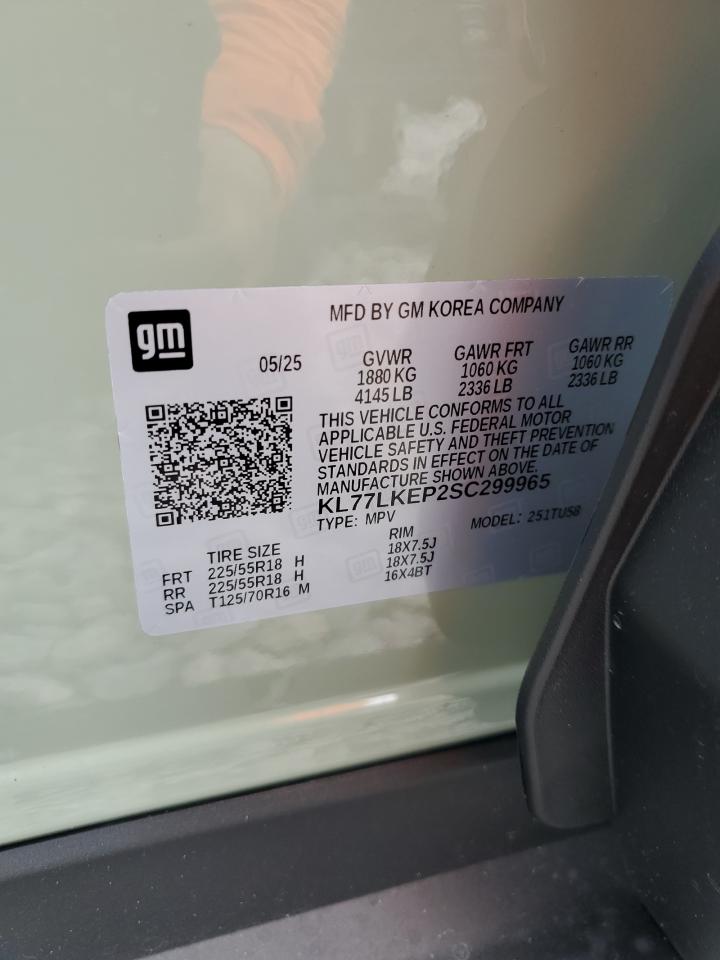 gm
MFD BY GM KOREA COMPANY
05/25
GVWR
1880 KG
4145 LB
GAWR FRT
1060 KG
2336 LB
GAWR RR
1060 KG
2336 LB
THIS VEHICLE CONFORMS TO ALL
APPLICABLE U.S. FEDERAL MOTOR
VEHICLE SAFETY AND THEFT PREVENTION
STANDARDS IN EFFECT ON THE DATE OF
MANUFACTURE SHOWN ABOVE.
KL77LKEP2SC299965
TYPE: MPV MODEL: 251TU58
TIRE SIZE RIM
FRT 225/55R18 H 18X7.5J
RR 225/55R18 H 18X7.5J
SPA T125/70R16 M 16X4BT